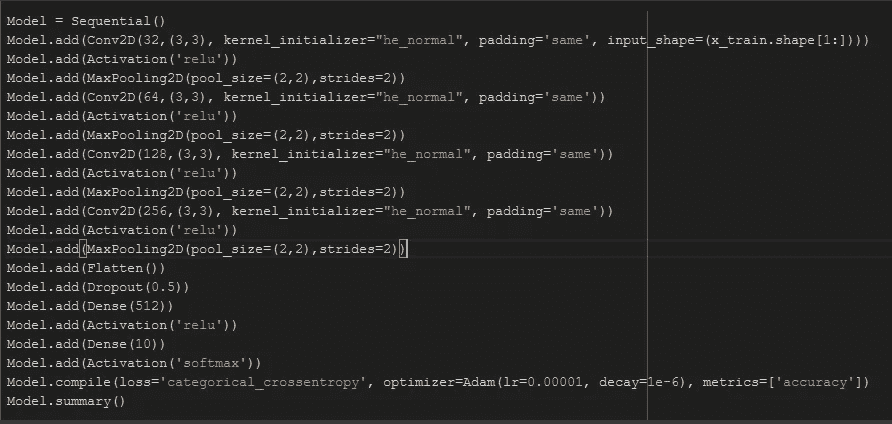 Model = Sequential()
Model.add(Conv2D(32,(3,3), kernel_initializer="he_normal", padding='same', input_shape=(x_train.shape[1:])))
Model.add(Activation('relu'))
Model.add(MaxPooling2D(pool_size=(2,2),strides=2))
Model.add(Conv2D(64,(3,3), kernel_initializer="he_normal", padding='same'))
Model.add(Activation('relu'))
Model.add(MaxPooling2D(pool_size=(2,2),strides=2))
Model.add(Conv2D(128,(3,3), kernel_initializer="he_normal", padding='same'))
Model.add(Activation('relu'))
Model.add(MaxPooling2D(pool_size=(2,2),strides=2))
Model.add(Conv2D(256,(3,3), kernel_initializer="he_normal", padding='same'))
Model.add(Activation('relu'))
Model.add(MaxPooling2D(pool_size=(2,2),strides=2))
Model.add(Flatten())
Model.add(Dropout(0.5))
Model.add(Dense(512))
Model.add(Activation('relu'))
Model.add(Dense(10))
Model.add(Activation('softmax'))
Model.compile(loss='categorical_crossentropy', optimizer=Adam(lr=0.00001, decay=1e-6), metrics=['accuracy'])
Model.summary()